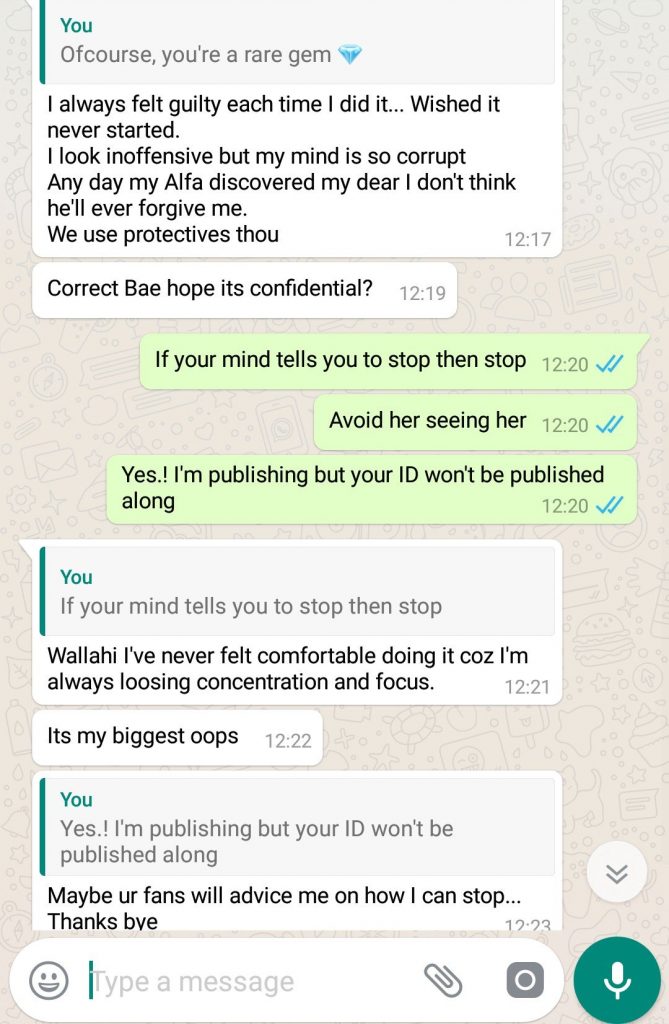 You
Ofcourse, you're a rare gem 💎
I always felt guilty each time I did it... Wished it
never started.
I look inoffensive but my mind is so corrupt
Any day my Alfa discovered my dear I don't think
he'll ever forgive me.
We use protectives thou
12:17
Correct Bae hope its confidential?
12:19
If your mind tells you to stop then stop
12:20
Avoid her seeing her
12:20
Yes.! I'm publishing but your ID won't be published
along
12:20
You
If your mind tells you to stop then stop
Wallahi I've never felt comfortable doing it coz I'm
always loosing concentration and focus.
12:21
Its my biggest oops
12:22
You
Yes.! I'm publishing but your ID won't be
published along
Maybe ur fans will advice me on how I can stop...
Thanks bye
12:23
Type a message